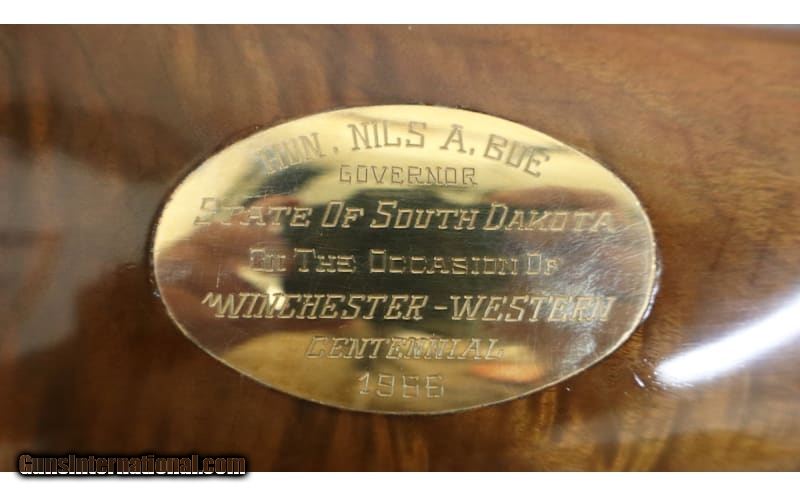 HON. NILS A. BOE
GOVERNOR
STATE OF SOUTH DAKOTA
ON THE OCCASION OF
"WINCHESTER-WESTERN
CENTENNIAL
1966
GunsInternational.com